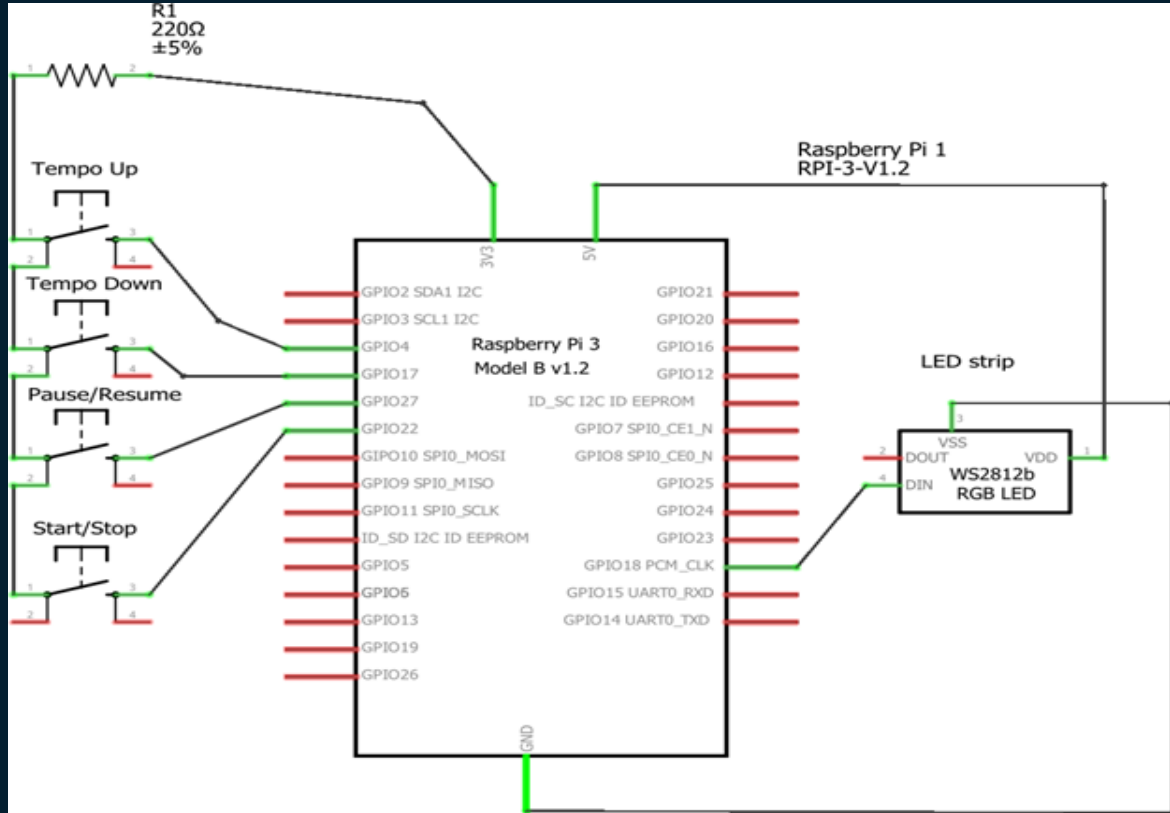 R1
220Ω
±5%
1
2
Raspberry Pi 1
RPI-3-V1.2
Tempo Up
1
3
2
4
Tempo Down
1
3
2
4
Pause/Resume
1
3
2
4
Start/Stop
1
3
2
4
3V3
5V
GPIO2 SDA1 I2C
GPIO3 SCL1 I2C
GPIO4
GPIO17
GPIO27
GPIO22
GIPO10 SPI0_MOSI
GPIO9 SPI0_MISO
GPIO11 SPI0_SCLK
ID_SD I2C ID EEPROM
GPIO5
GPIO6
GPIO13
GPIO19
GPIO26
Raspberry Pi 3
Model B v1.2
GPIO21
GPIO20
GPIO16
GPIO12
ID_SC I2C ID EEPROM
GPIO7 SPI0_CE1_N
GPIO8 SPI0_CE0_N
GPIO25
GPIO24
GPIO23
GPIO18 PCM_CLK
GPIO15 UART0_RXD
GPIO14 UART0_TXD
GND
LED strip
3
VSS
2
DOUT
VDD
1
4
DIN
WS2812b
RGB LED